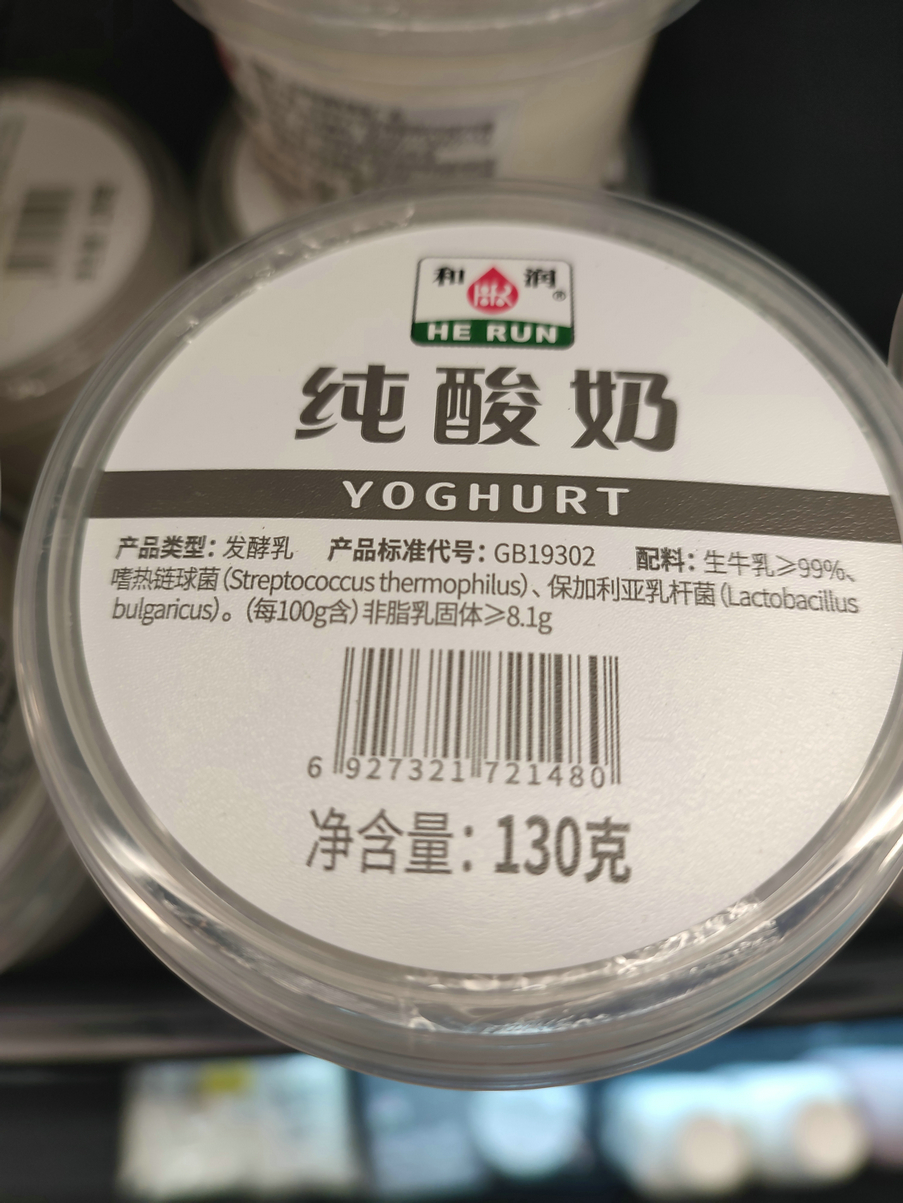 和 润®
HE RUN
纯酸奶
YOGHURT
产品类型：发酵乳 产品标准代号：GB19302 配料：生牛乳≥99%、
嗜热链球菌（Streptococcus thermophilus）、保加利亚乳杆菌（Lactobacillus
bulgaricus）。（每100g含）非脂乳固体≥8.1g
6 927321 721480
净含量：130克